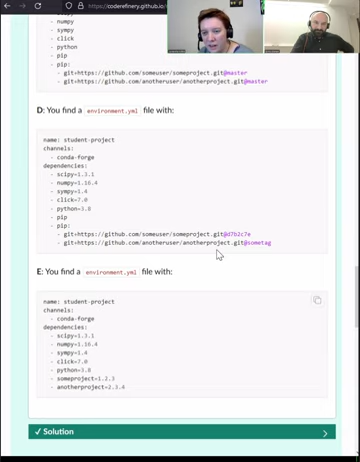 https://coderefinery.github.io/
- numpy
- sympy
- click
- python
- pip
- pip:
- git+https://github.com/someuser/someproject.git@master
- git+https://github.com/anotheruser/anotherproject.git@master
D: You find a environment.yml file with:
name: student-project
channels:
- conda-forge
dependencies:
- scipy=1.3.1
- numpy=1.16.4
- sympy=1.4
- click=7.0
- python=3.8
- pip
- pip:
- git+https://github.com/someuser/someproject.git@d7b2c7e
- git+https://github.com/anotheruser/anotherproject.git@sometag
E: You find a environment.yml file with:
name: student-project
channels:
- conda-forge
dependencies:
- scipy=1.3.1
- numpy=1.16.4
- sympy=1.4
- click=7.0
- python=3.8
- someproject=1.2.3
- anotherproject=2.3.4
✓ Solution